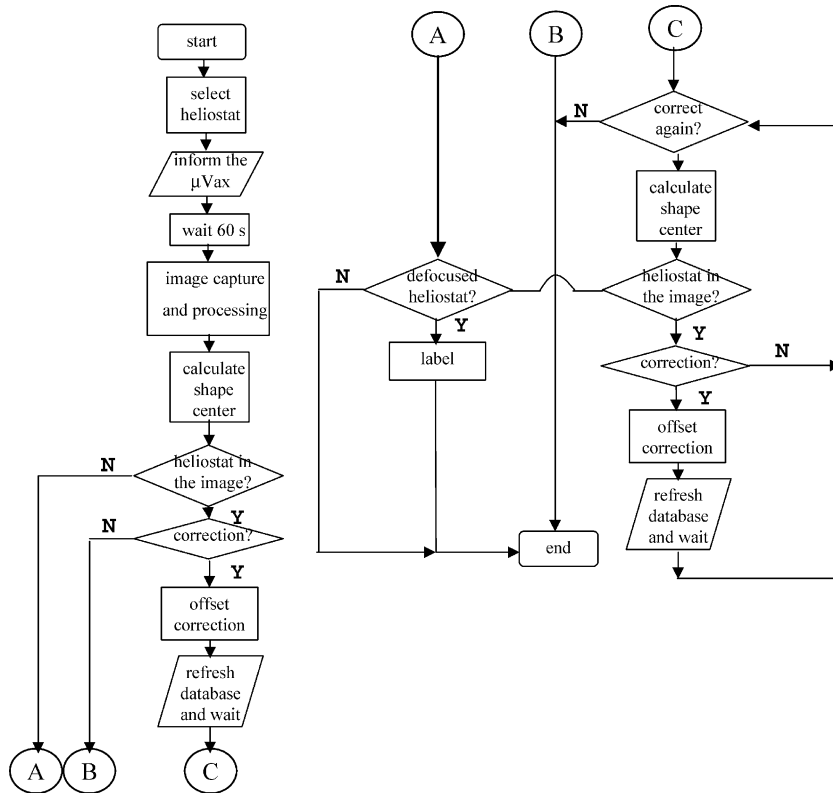 start
select
heliostat
inform the
µVax
wait 60 s
image capture
and processing
calculate
shape
center
heliostat in
the image?
N
Y
correction?
N
Y
offset
correction
refresh
database
and wait
A
B
C
A
B
C
correct
again?
N
calculate
shape
center
defocused
heliostat?
N
Y
label
heliostat in
the image?
Y
correction?
N
Y
offset
correction
refresh
database
and wait
end